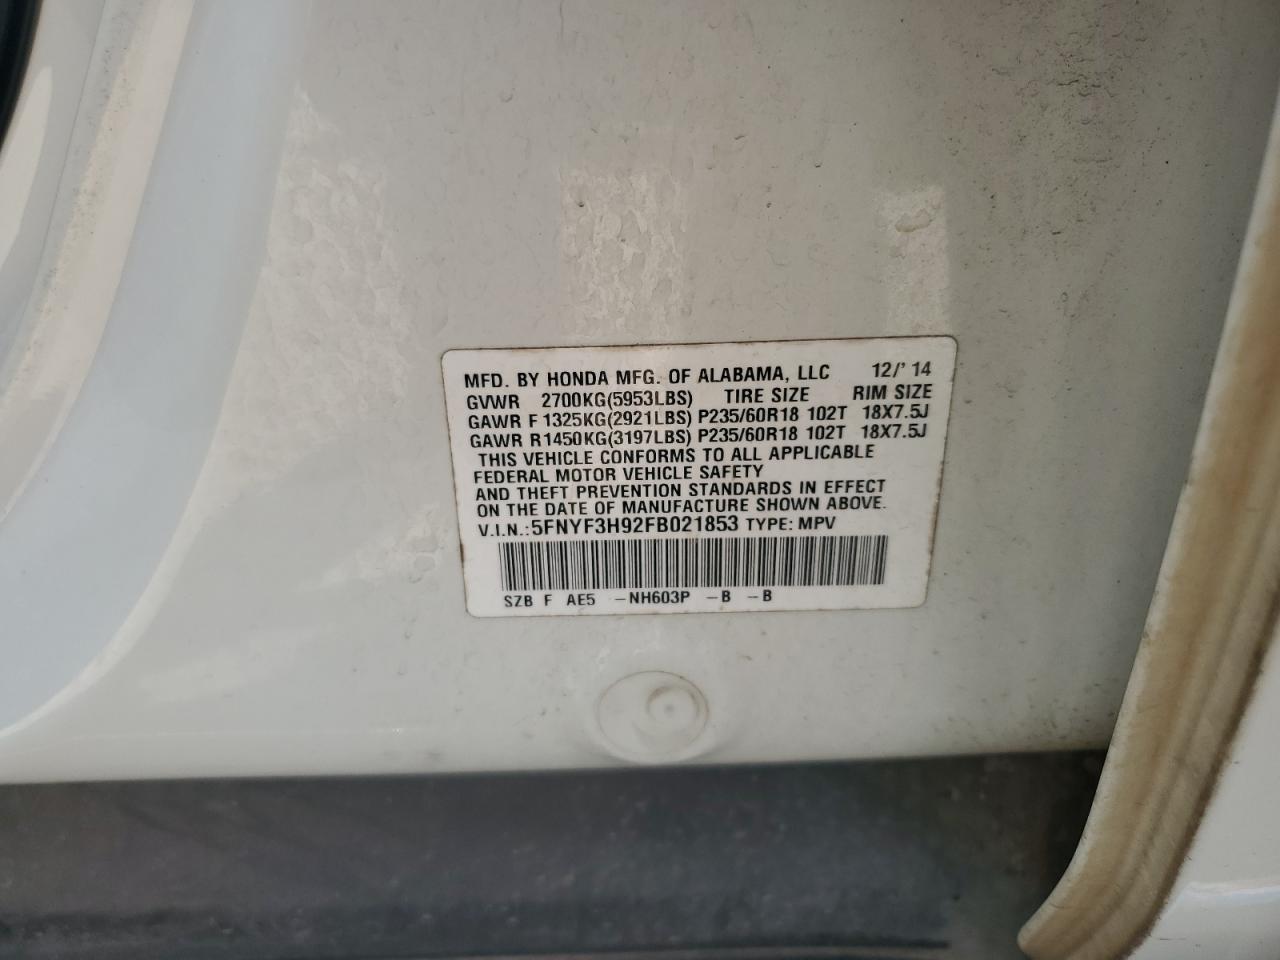 MFD. BY HONDA MFG. OF ALABAMA, LLC 12/' 14
GVWR 2700KG(5953LBS) TIRE SIZE RIM SIZE
GAWR F 1325KG(2921LBS) P235/60R18 102T 18X7.5J
GAWR R1450KG(3197LBS) P235/60R18 102T 18X7.5J
THIS VEHICLE CONFORMS TO ALL APPLICABLE
FEDERAL MOTOR VEHICLE SAFETY
AND THEFT PREVENTION STANDARDS IN EFFECT
ON THE DATE OF MANUFACTURE SHOWN ABOVE.
V.I.N.:5FNYF3H92FB021853 TYPE: MPV
SZB F AE5 -NH603P -B -B